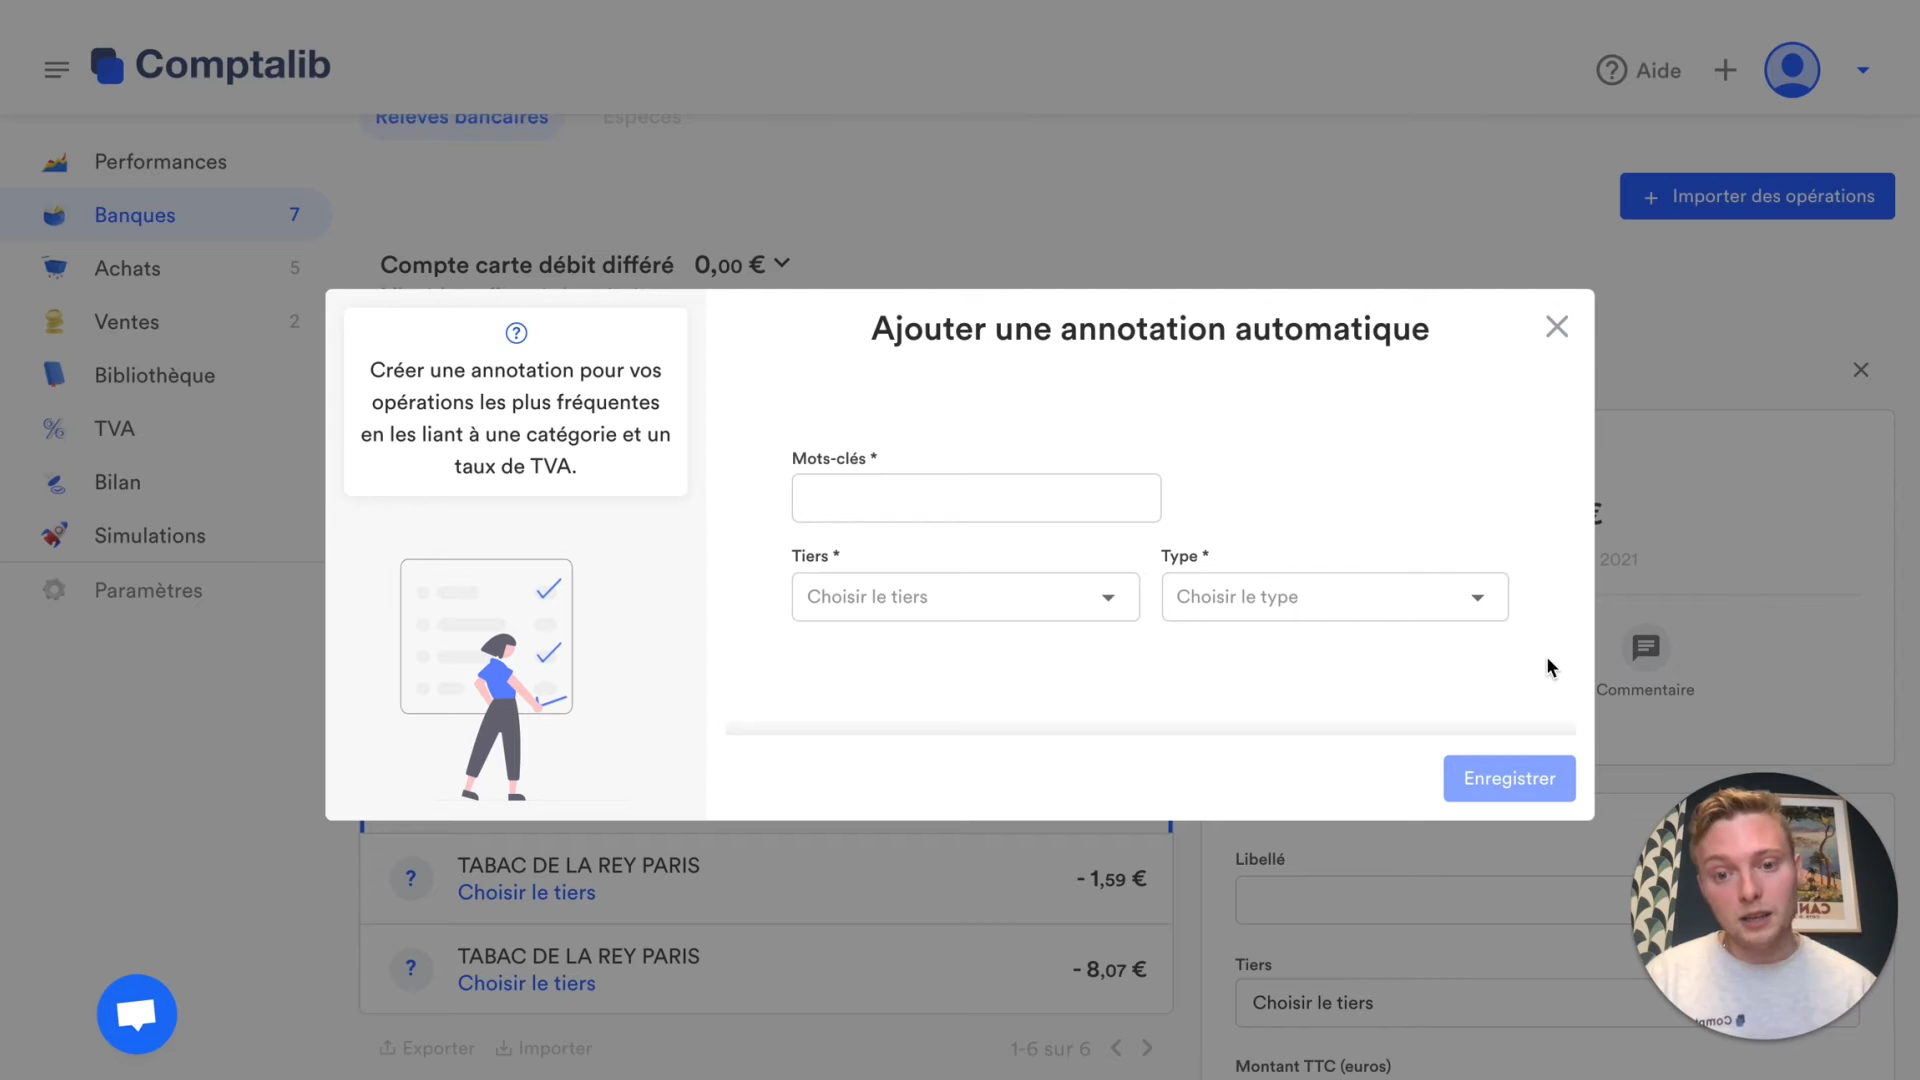 Comptalib
Aide
Relevés bancaires
Espèces
Performances
Banques 7
Achats 5
Ventes 2
Bibliothèque
TVA
Bilan
Simulations
Paramètres
+ Importer des opérations
Compte carte débit différé 0,00 €
?
Créer une annotation pour vos
opérations les plus fréquentes
en les liant à une catégorie et un
taux de TVA.
Ajouter une annotation automatique
Mots-clés *
Tiers *
Choisir le tiers
Type *
Choisir le type
Enregistrer
€
2021
Commentaire
? TABAC DE LA REY PARIS
Choisir le tiers
- 1,59 €
? TABAC DE LA REY PARIS
Choisir le tiers
- 8,07 €
Exporter Importer
1-6 sur 6
Libellé
Tiers
Choisir le tiers
Montant TTC (euros)